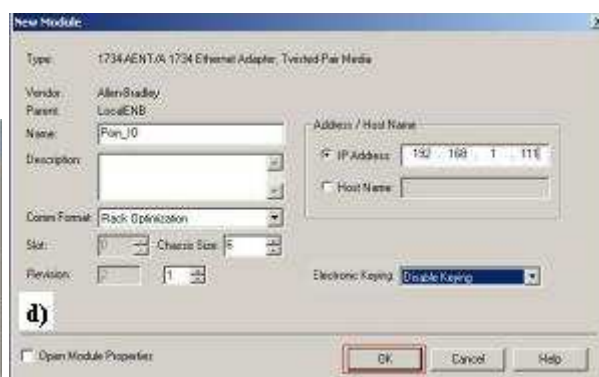 New Module
Type: 1734-AENT/A 1734 Ethernet Adapter, Twisted-Pair Media
Vendor: Allen-Bradley
Parent: LocalENB
Name: Poin_IO
Address / Host Name
IP Address: 192 . 168 . 1 . 111
Description:
Host Name:
Comm Format: Rack Optimization
Slot: 0 Chassis Size: 6
Revision: 2 1
Electronic Keying: Disable Keying
d)
Open Module Properties
OK Cancel Help